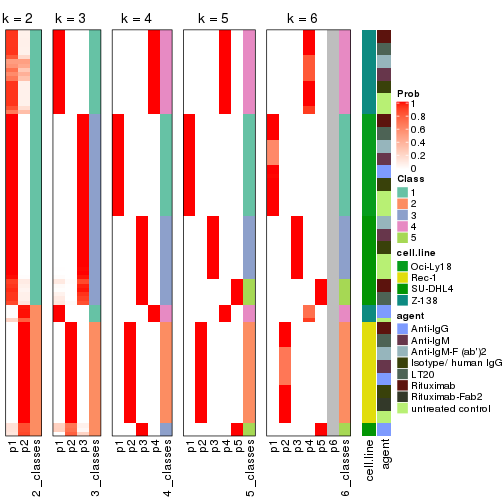 k = 2 k = 3 k = 4 k = 5 k = 6
Prob
1
0.8
0.6
0.4
0.2
0
Class
1
2
3
4
5
cell.line
Oci-Ly18
Rec-1
SU-DHL4
Z-138
agent
Anti-IgG
Anti-IgM
Anti-IgM-F (ab')2
Isotype/ human IgG
LT20
Rituximab
Rituximab-Fab2
untreated control
p1 p2 2_classes p1 p2 p3 3_classes p1 p2 p3 p4 4_classes p1 p2 p3 p4 p5 5_classes p1 p2 p3 p4 p5 p6 6_classes cell.line agent